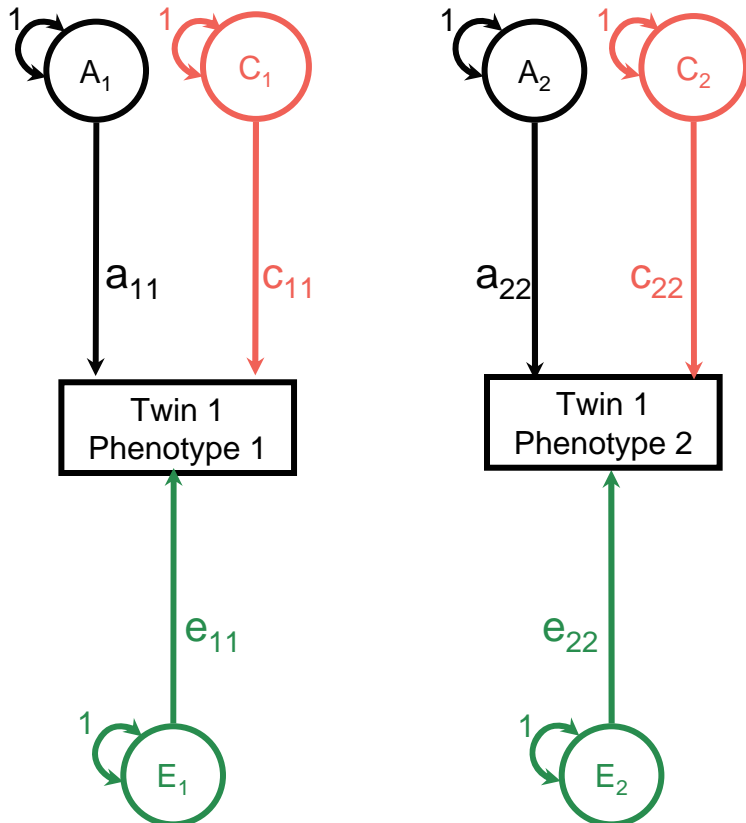 1
A₁
1
C₁
1
A₂
1
C₂
a₁₁
c₁₁
a₂₂
c₂₂
Twin 1
Phenotype 1
Twin 1
Phenotype 2
e₁₁
e₂₂
1
E₁
1
E₂